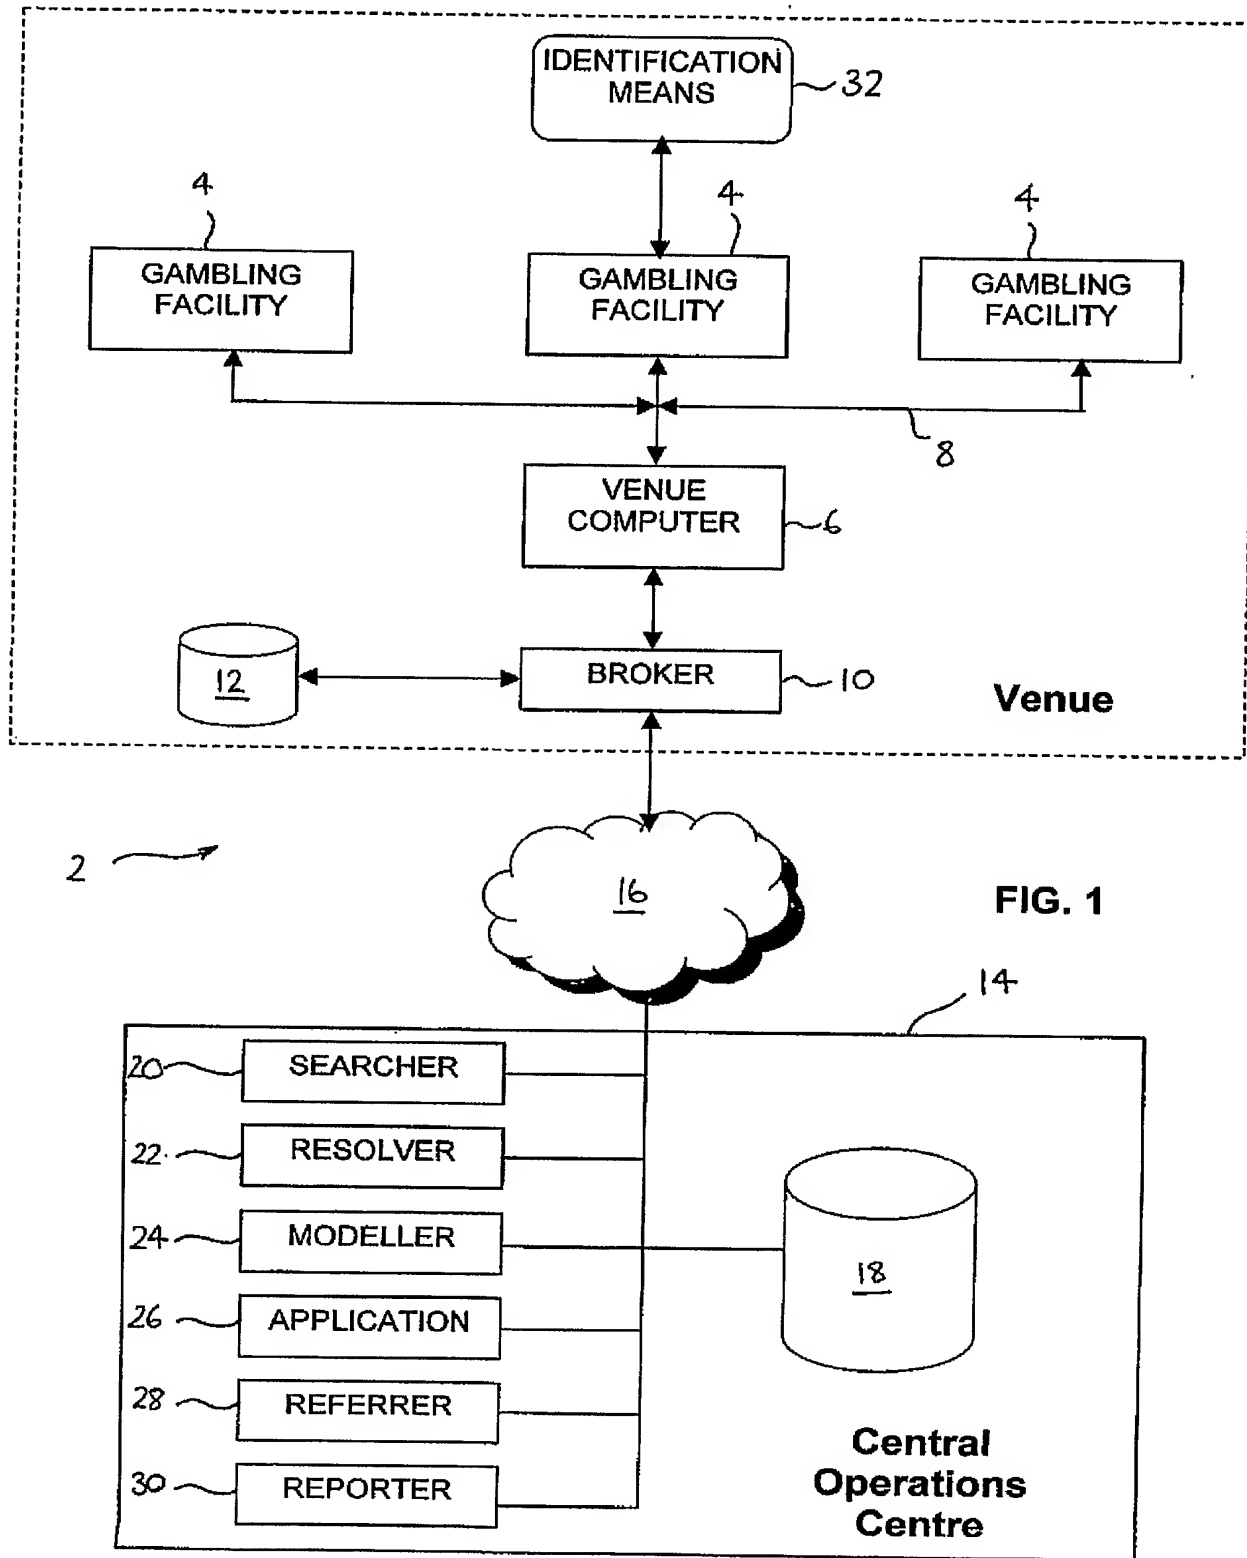 IDENTIFICATION
MEANS
32
4
4
4
GAMBLING
FACILITY
GAMBLING
FACILITY
GAMBLING
FACILITY
8
VENUE
COMPUTER
6
12
BROKER
10
Venue
2
16
FIG. 1
14
20
SEARCHER
22
RESOLVER
24
MODELLER
18
26
APPLICATION
28
REFERRER
30
REPORTER
Central
Operations
Centre